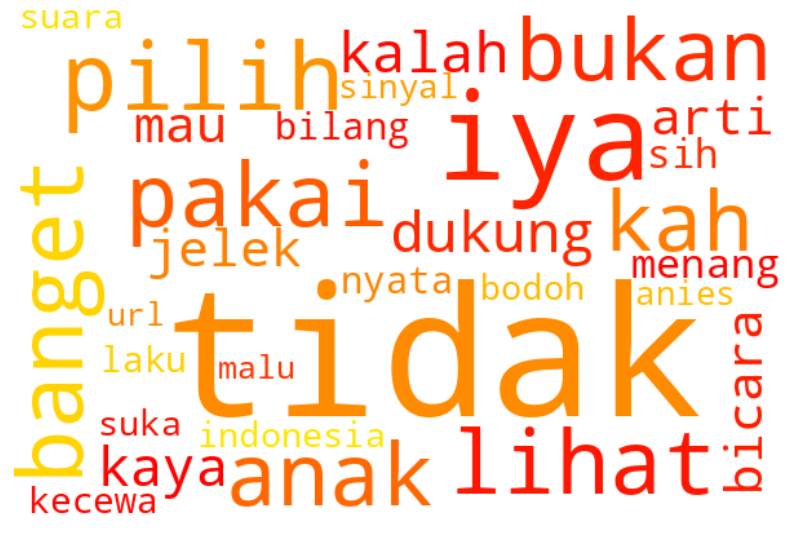 suara
pilih
kalah
bukan
sinyal
mau
bilang
iya
arti
sih
pakai
banget
dukung
kah
jelek
menang
nyata
bodoh
anies
url
tidak
laku
malu
bicara
suka
indonesia
lihat
kaya
anak
kecewa